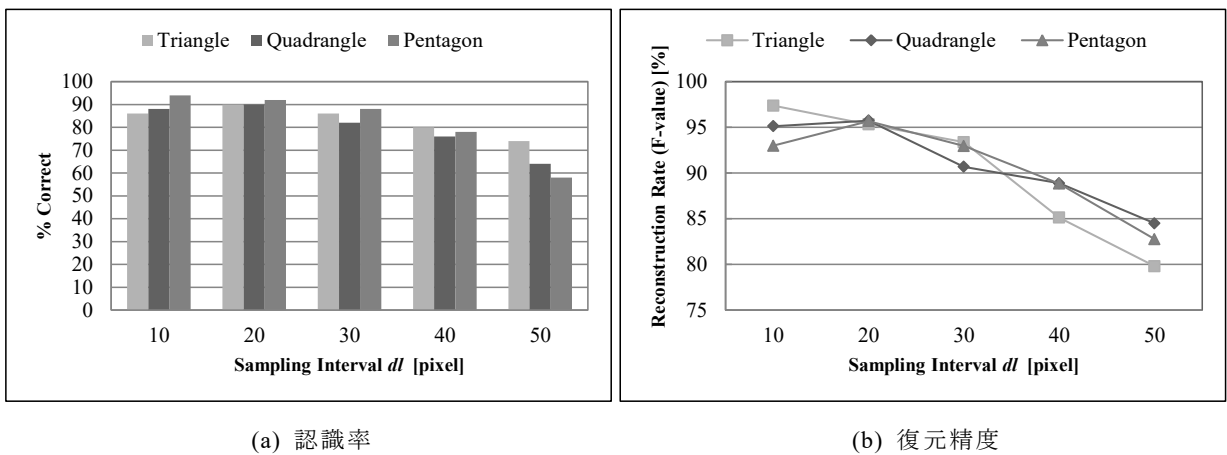 Triangle Quadrangle Pentagon
100
90
80
70
60
50
40
30
20
10
0
% Correct
10 20 30 40 50
Sampling Interval dl [pixel]
(a) 認識率
Triangle Quadrangle Pentagon
100
95
90
85
80
75
Reconstruction Rate (F-value) [%]
10 20 30 40 50
Sampling Interval dl [pixel]
(b) 復元精度